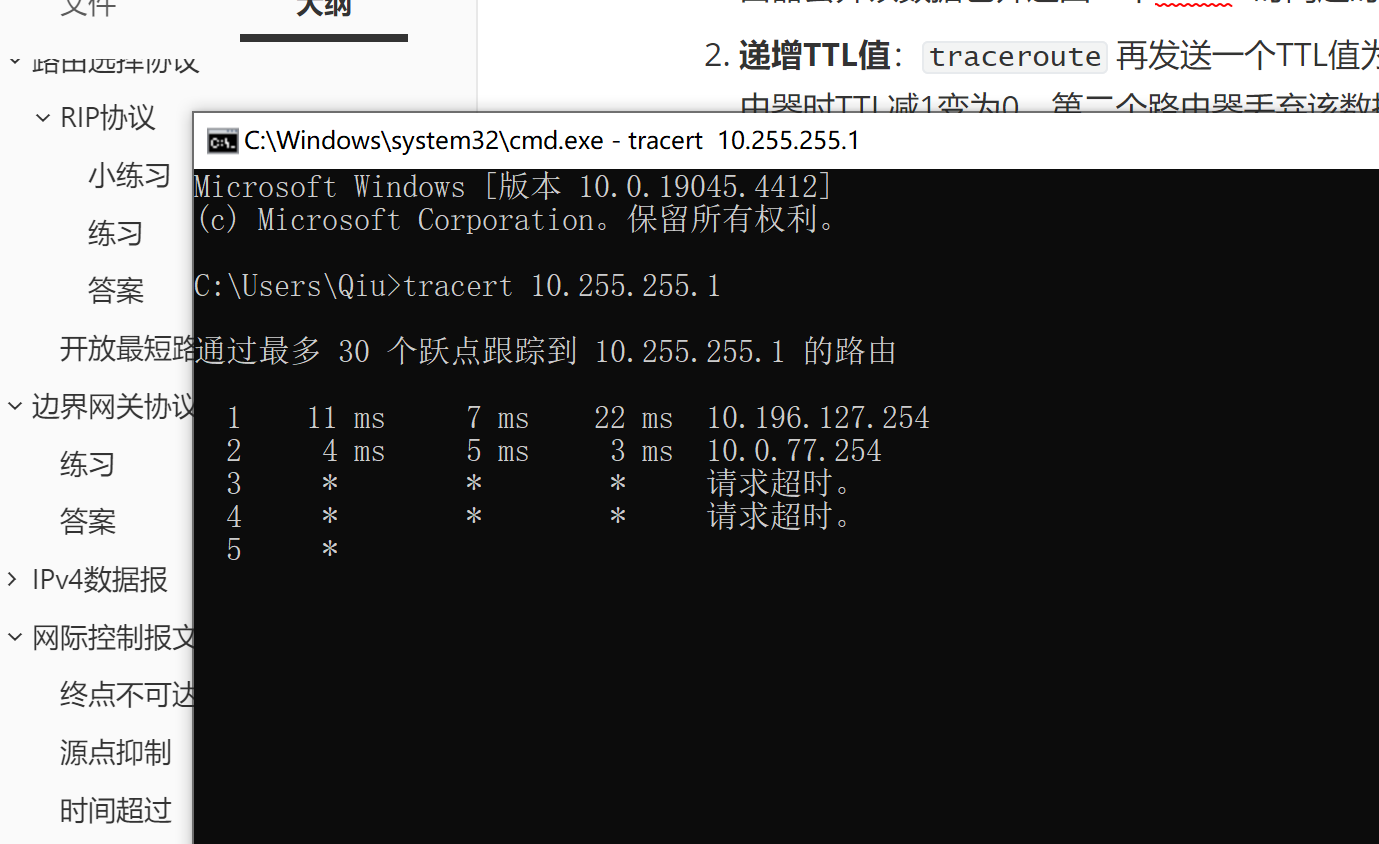 文件 大纲
路由选择协议
RIP协议
小练习
练习
答案
开放最短路
边界网关协议
练习
答案
IPv4数据报
网际控制报文
终点不可达
源点抑制
时间超过
2. 递增TTL值：traceroute 再发送一个TTL值为
由器时TTL减1变为0，第二个路由器丢弃该数据
C:\Windows\system32\cmd.exe - tracert  10.255.255.1
Microsoft Windows [版本 10.0.19045.4412]
(c) Microsoft Corporation。保留所有权利。
C:\Users\Qiu>tracert 10.255.255.1
通过最多 30 个跃点跟踪到 10.255.255.1 的路由
1 11 ms 7 ms 22 ms 10.196.127.254
2 4 ms 5 ms 3 ms 10.0.77.254
3 * * * 请求超时。
4 * * * 请求超时。
5 *